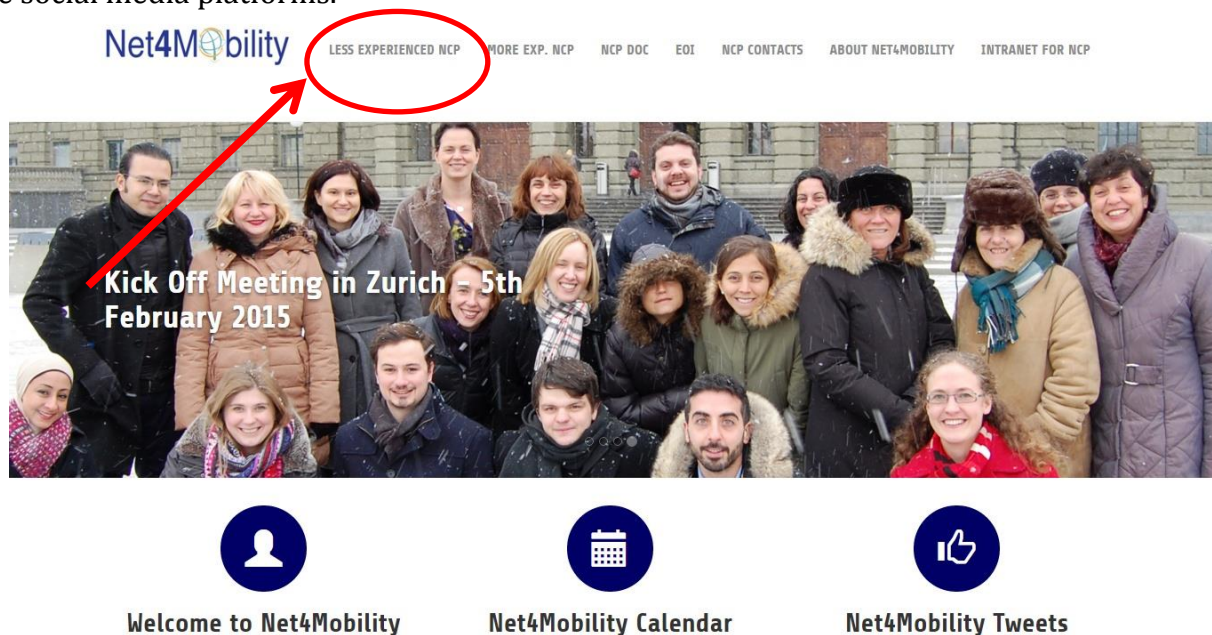 e social media platforms.
Net4Mobility LESS EXPERIENCED NCP MORE EXP. NCP NCP DOC EOI NCP CONTACTS ABOUT NET4MOBILITY INTRANET FOR NCP
Kick Off Meeting in Zurich - 5th
February 2015
Welcome to Net4Mobility Net4Mobility Calendar Net4Mobility Tweets